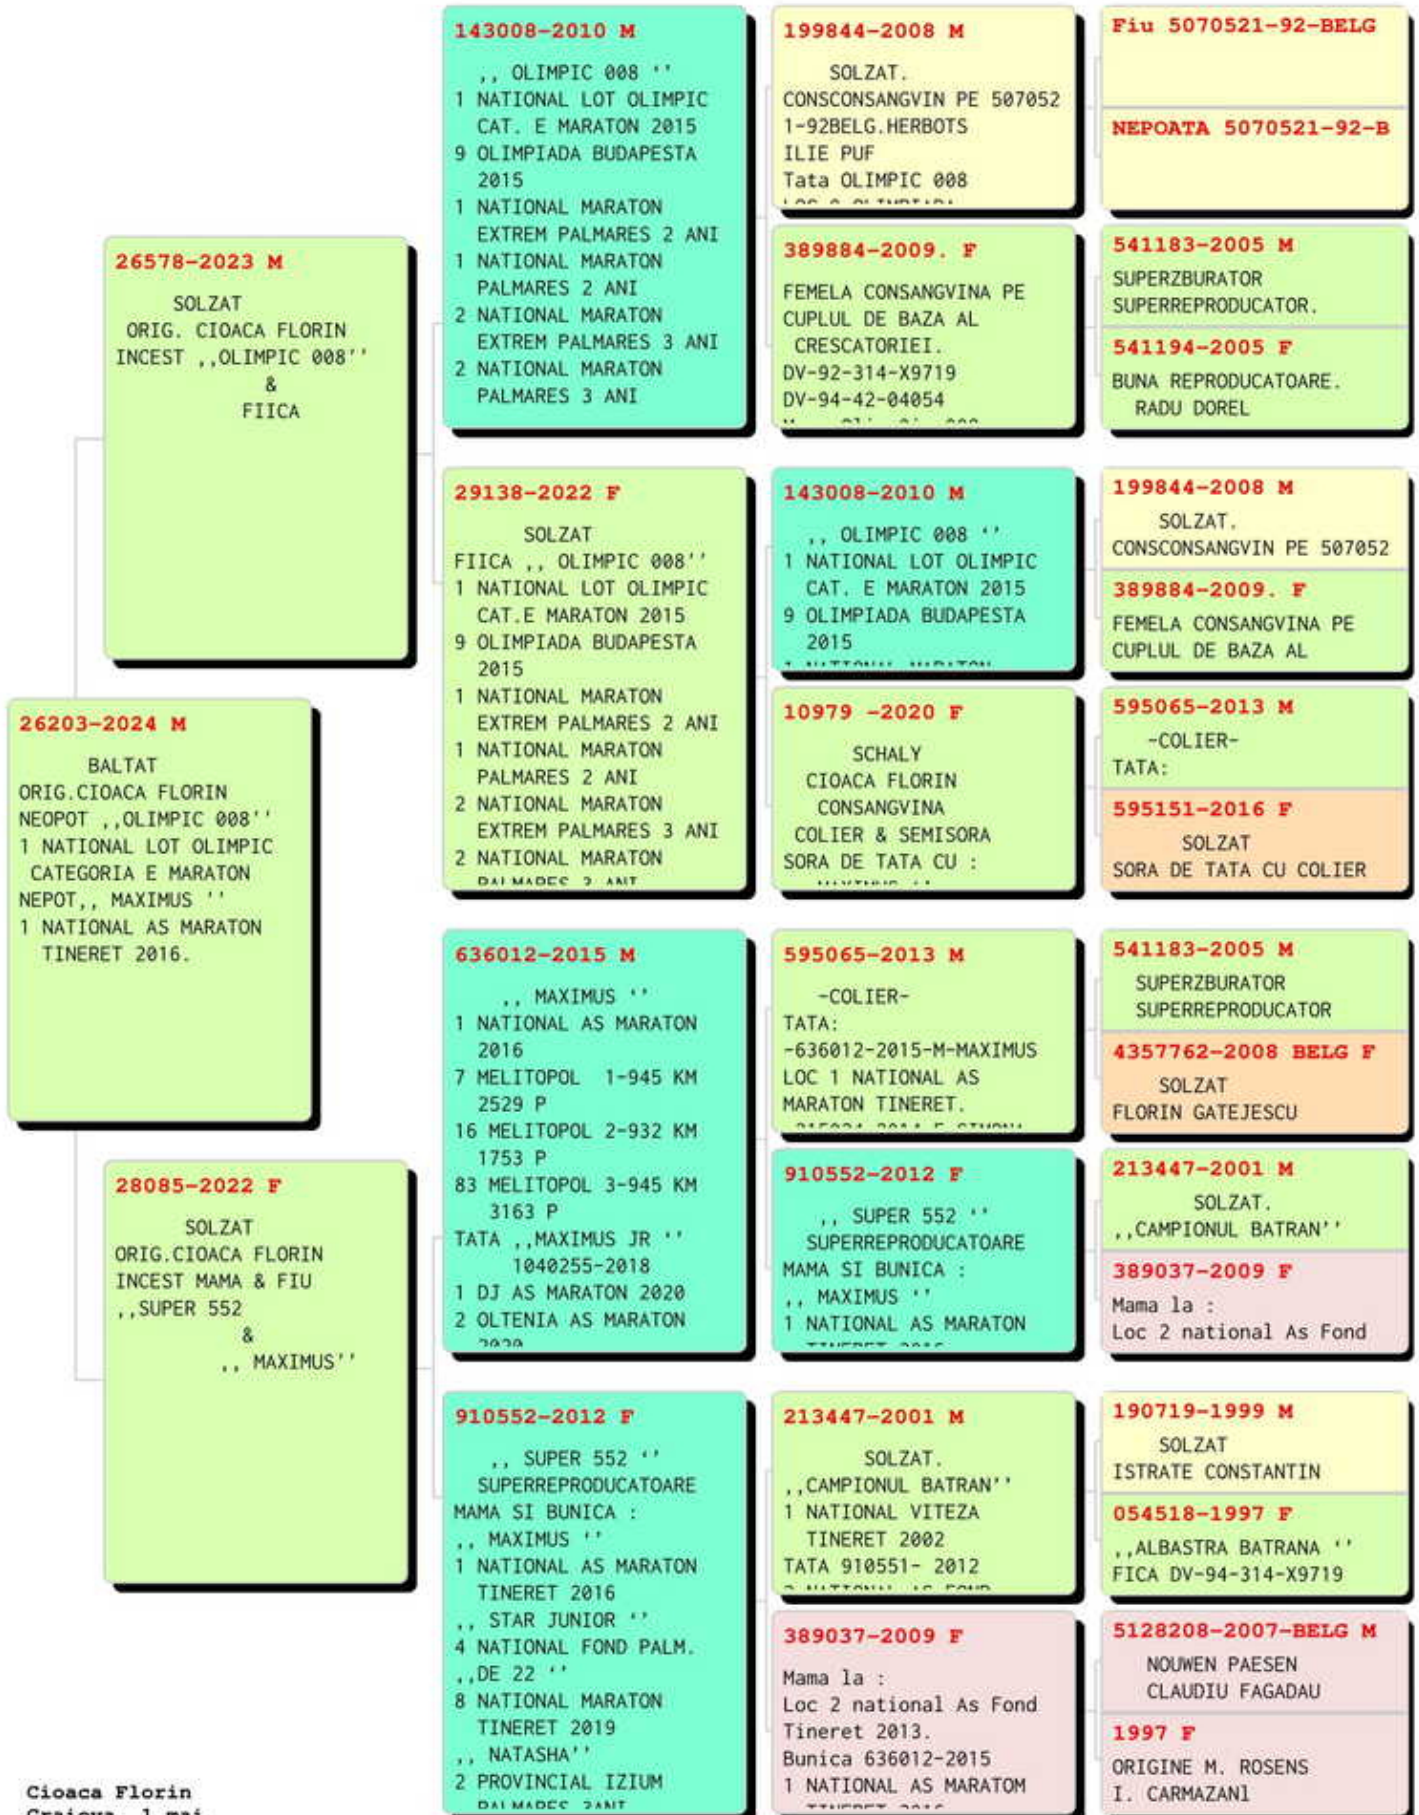 26203-2024 M
BALTAT
ORIG.CIOACA FLORIN
NEOPOT ,,OLIMPIC 008''
1 NATIONAL LOT OLIMPIC
CATEGORIA E MARATON
NEPOT,, MAXIMUS ''
1 NATIONAL AS MARATON
TINERET 2016.
26578-2023 M
SOLZAT
ORIG. CIOACA FLORIN
INCEST ,,OLIMPIC 008''
&
FIICA
28085-2022 F
SOLZAT
ORIG.CIOACA FLORIN
INCEST MAMA & FIU
,,SUPER 552
&
,, MAXIMUS''
143008-2010 M
,, OLIMPIC 008 ''
1 NATIONAL LOT OLIMPIC
CAT. E MARATON 2015
9 OLIMPIADA BUDAPESTA
2015
1 NATIONAL MARATON
EXTREM PALMARES 2 ANI
1 NATIONAL MARATON
PALMARES 2 ANI
2 NATIONAL MARATON
EXTREM PALMARES 3 ANI
2 NATIONAL MARATON
PALMARES 3 ANI
29138-2022 F
SOLZAT
FIICA ,, OLIMPIC 008''
1 NATIONAL LOT OLIMPIC
CAT.E MARATON 2015
9 OLIMPIADA BUDAPESTA
2015
1 NATIONAL MARATON
EXTREM PALMARES 2 ANI
1 NATIONAL MARATON
PALMARES 2 ANI
2 NATIONAL MARATON
EXTREM PALMARES 3 ANI
2 NATIONAL MARATON
PALMARES 3 ANI
636012-2015 M
,, MAXIMUS ''
1 NATIONAL AS MARATON
2016
7 MELITOPOL  1-945 KM
2529 P
16 MELITOPOL 2-932 KM
1753 P
83 MELITOPOL 3-945 KM
3163 P
TATA ,,MAXIMUS JR ''
1040255-2018
1 DJ AS MARATON 2020
2 OLTENIA AS MARATON
2020
910552-2012 F
,, SUPER 552 ''
SUPERREPRODUCATOARE
MAMA SI BUNICA :
,, MAXIMUS ''
1 NATIONAL AS MARATON
TINERET 2016
,, STAR JUNIOR ''
4 NATIONAL FOND PALM.
,,DE 22 ''
8 NATIONAL MARATON
TINERET 2019
,, NATASHA''
2 PROVINCIAL IZIUM
PALMARES 2ANI
199844-2008 M
SOLZAT.
CONSCONSANGVIN PE 507052
1-92BELG.HERBOTS
ILIE PUF
Tata OLIMPIC 008
389884-2009. F
FEMELA CONSANGVINA PE
CUPLUL DE BAZA AL
CRESCATORIEI.
DV-92-314-X9719
DV-94-42-04054
143008-2010 M
,, OLIMPIC 008 ''
1 NATIONAL LOT OLIMPIC
CAT. E MARATON 2015
9 OLIMPIADA BUDAPESTA
2015
1 NATIONAL MARATON
10979 -2020 F
SCHALY
CIOACA FLORIN
CONSANGVINA
COLIER & SEMISORA
SORA DE TATA CU :
595065-2013 M
-COLIER-
TATA:
-636012-2015-M-MAXIMUS
LOC 1 NATIONAL AS
MARATON TINERET.
910552-2012 F
,, SUPER 552 ''
SUPERREPRODUCATOARE
MAMA SI BUNICA :
,, MAXIMUS ''
1 NATIONAL AS MARATON
213447-2001 M
SOLZAT.
,,CAMPIONUL BATRAN''
1 NATIONAL VITEZA
TINERET 2002
TATA 910551- 2012
389037-2009 F
Mama la :
Loc 2 national As Fond
Tineret 2013.
Bunica 636012-2015
1 NATIONAL AS MARATOM
Fiu 5070521-92-BELG
NEPOATA 5070521-92-B
541183-2005 M
SUPERZBURATOR
SUPERREPRODUCATOR.
541194-2005 F
BUNA REPRODUCATOARE.
RADU DOREL
199844-2008 M
SOLZAT.
CONSCONSANGVIN PE 507052
389884-2009. F
FEMELA CONSANGVINA PE
CUPLUL DE BAZA AL
595065-2013 M
-COLIER-
TATA:
595151-2016 F
SOLZAT
SORA DE TATA CU COLIER
541183-2005 M
SUPERZBURATOR
SUPERREPRODUCATOR
4357762-2008 BELG F
SOLZAT
FLORIN GATEJESCU
213447-2001 M
SOLZAT.
,,CAMPIONUL BATRAN''
389037-2009 F
Mama la :
Loc 2 national As Fond
190719-1999 M
SOLZAT
ISTRATE CONSTANTIN
054518-1997 F
,,ALBASTRA BATRANA ''
FICA DV-94-314-X9719
5128208-2007-BELG M
NOUWEN PAESEN
CLAUDIU FAGADAU
1997 F
ORIGINE M. ROSENS
I. CARMAZANl
Cioaca Florin
Craiova, 1 mai